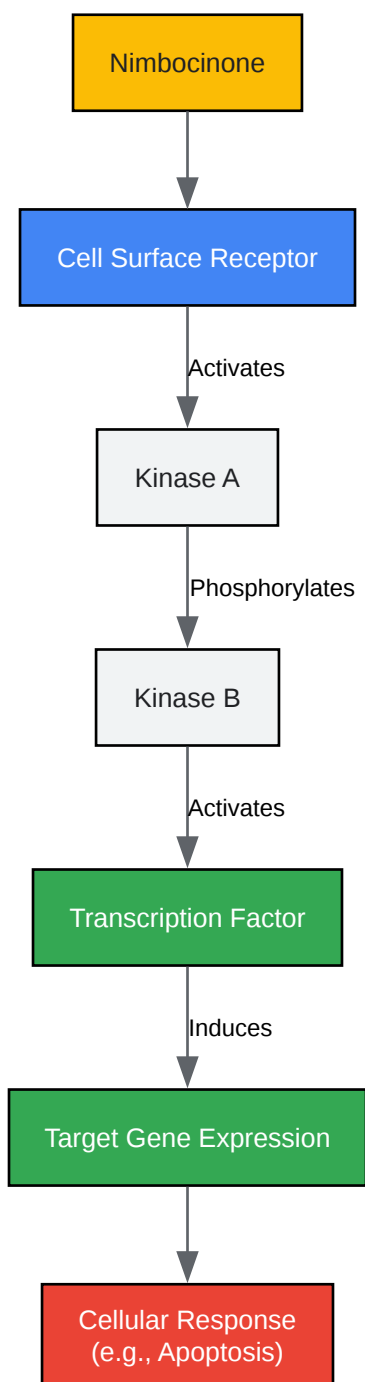 Nimbocinone
Cell Surface Receptor
Activates
Kinase A
Phosphorylates
Kinase B
Activates
Transcription Factor
Induces
Target Gene Expression
Cellular Response
(e.g., Apoptosis)